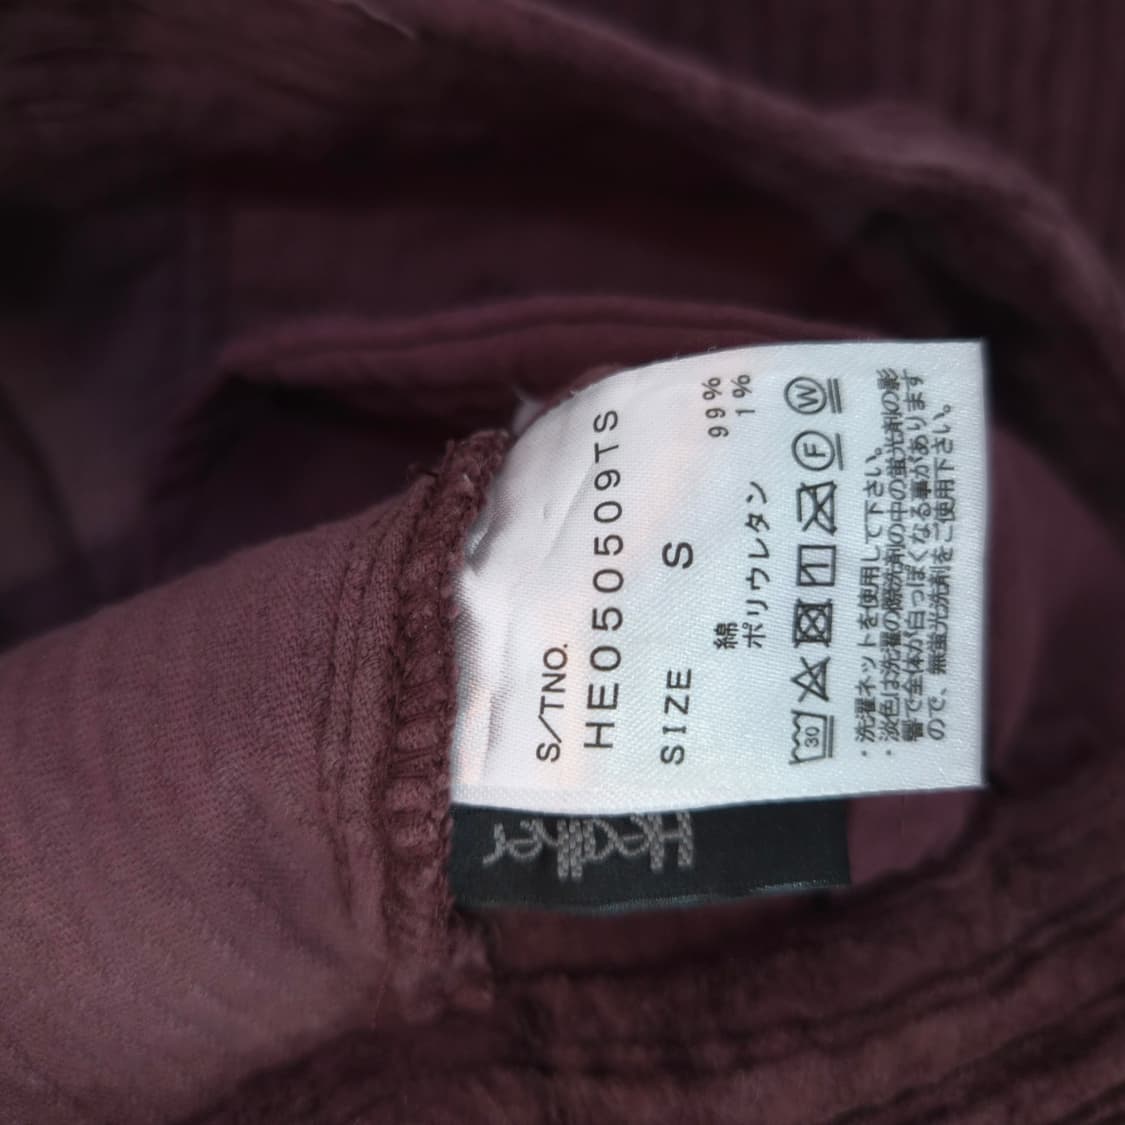 S/TNO.
HE050509TS
SIZE S
綿 99%
ポリウレタン 1%
30
F W
・洗濯ネットを使用して下さい。
・淡色は洗濯の際洗剤の中の蛍光剤の影
響で全体が白っぽくなる事があります
ので、無蛍光洗剤をご使用下さい。
Heather